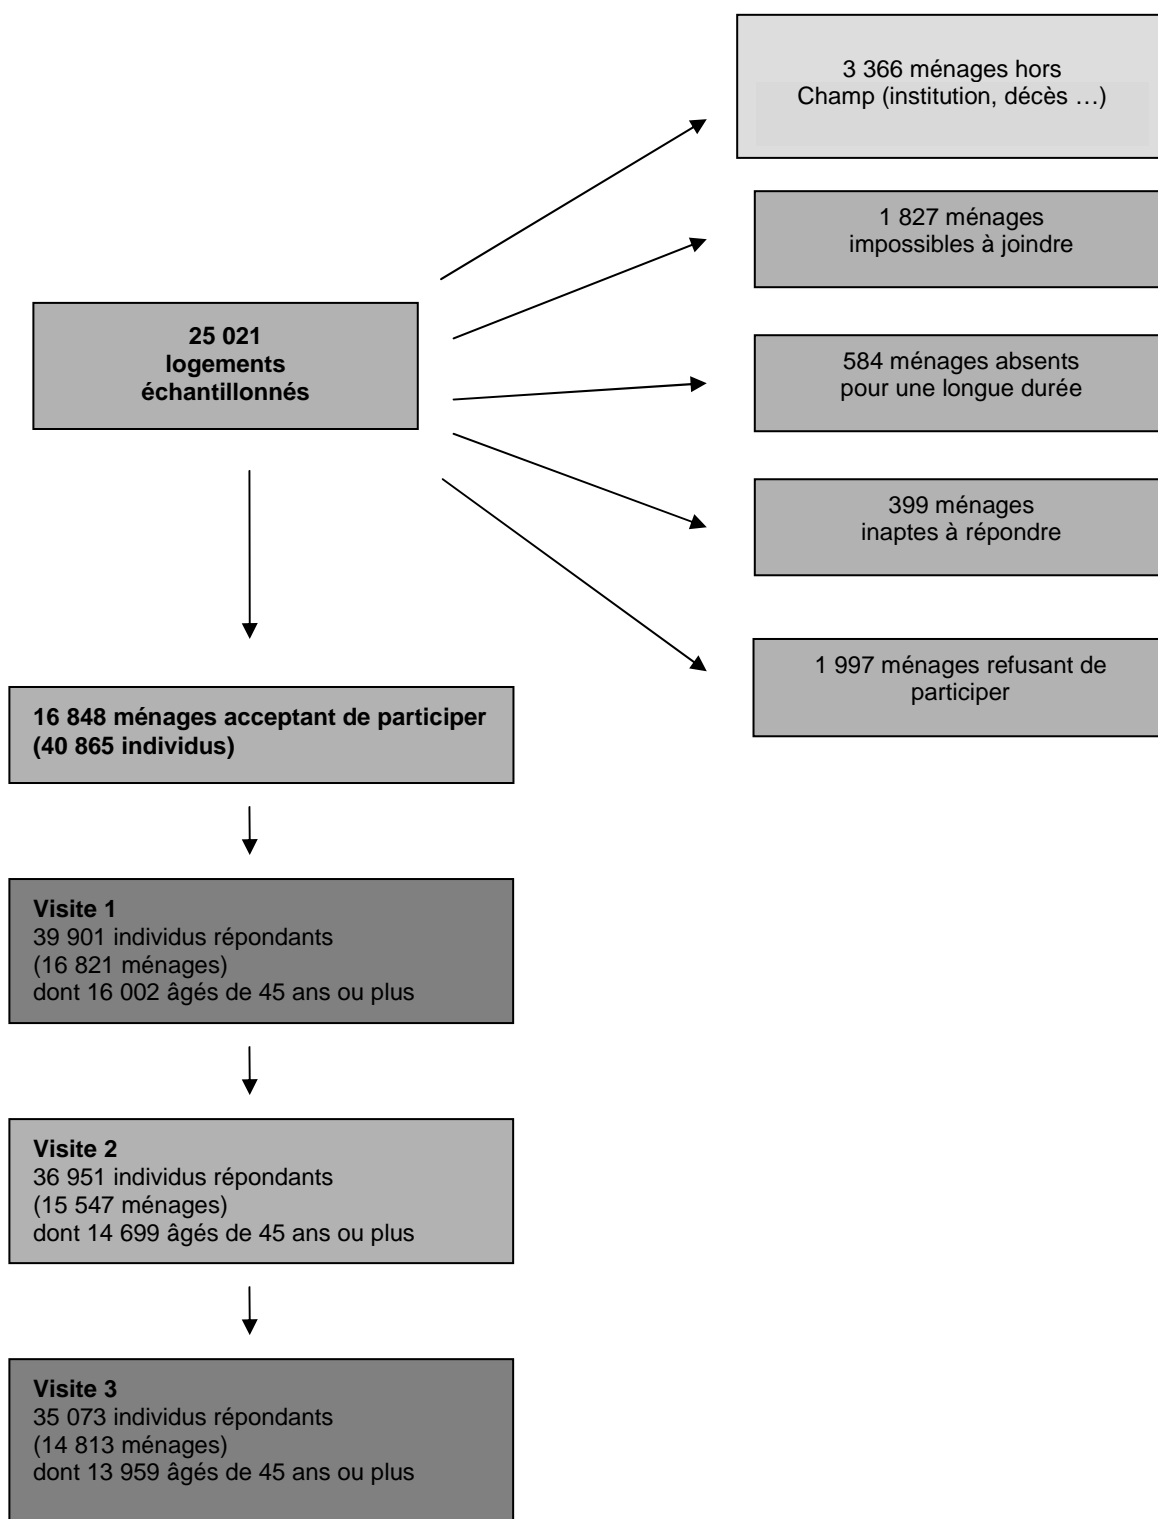 3 366 ménages hors
Champ (institution, décès …)
1 827 ménages
impossibles à joindre
25 021
logements
échantillonnés
584 ménages absents
pour une longue durée
399 ménages
inaptes à répondre
1 997 ménages refusant de
participer
16 848 ménages acceptant de participer
(40 865 individus)
Visite 1
39 901 individus répondants
(16 821 ménages)
dont 16 002 âgés de 45 ans ou plus
Visite 2
36 951 individus répondants
(15 547 ménages)
dont 14 699 âgés de 45 ans ou plus
Visite 3
35 073 individus répondants
(14 813 ménages)
dont 13 959 âgés de 45 ans ou plus